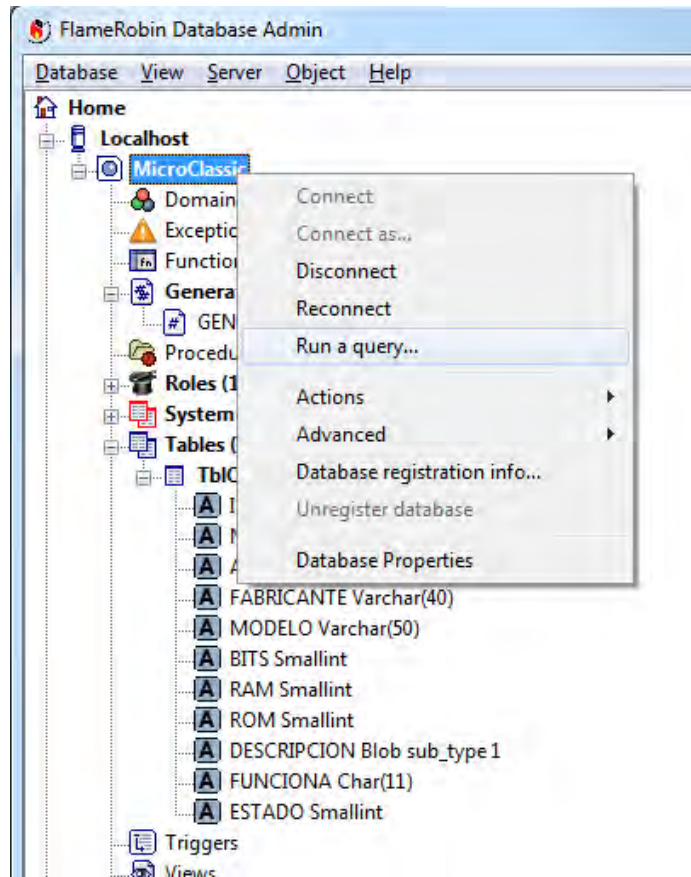 FlameRobin Database Admin
Database View Server Object Help
Home
Localhost
MicroClassic
Connect
Connect as...
Disconnect
Reconnect
Run a query...
Actions
Advanced
Database registration info...
Unregister database
Database Properties
Domain
Exceptio
fn Function
Genera
# GEN
Procedu
Roles (1
System
Tables (
TblC
A I
A N
A A
A FABRICANTE Varchar(40)
A MODELO Varchar(50)
A BITS Smallint
A RAM Smallint
A ROM Smallint
A DESCRIPCION Blob sub_type 1
A FUNCIONA Char(11)
A ESTADO Smallint
Triggers
Views